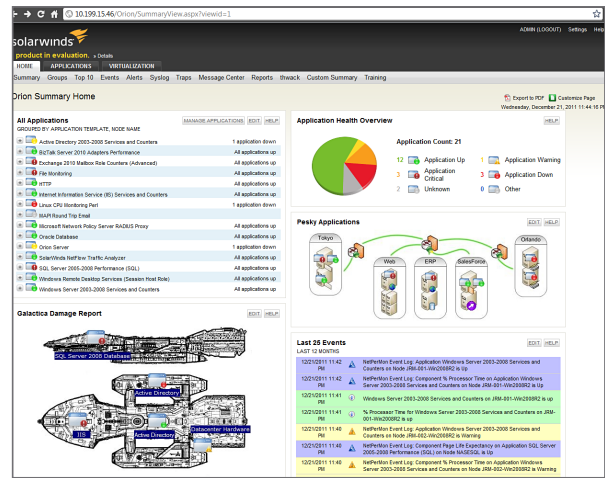 10.199.15.46/Orion/SummaryView.aspx?viewid=1
ADMIN (LOGOUT) Settings Help
solarwinds
product in evaluation. » Details
HOME APPLICATIONS VIRTUALIZATION
Summary Groups Top 10 Events Alerts Syslog Traps Message Center Reports thwack Custom Summary Training
Orion Summary Home
Export to PDF Customize Page
Wednesday, December 21, 2011 11:44:16 P
All Applications MANAGE APPLICATIONS EDIT HELP
GROUPED BY APPLICATION TEMPLATE, NODE NAME
Active Directory 2003-2008 Services and Counters 1 application down
BizTalk Server 2010 Adapters Performance All applications up
Exchange 2010 Mailbox Role Counters (Advanced) All applications up
File Monitoring All applications up
HTTP All applications up
Internet Information Service (IIS) Services and Counters All applications up
Linux CPU Monitoring Perl 1 application down
MAPI Round Trip Email
Microsoft Network Policy Server RADIUS Proxy All applications up
Oracle Database All applications up
Orion Server 1 application down
SolarWinds NetFlow Traffic Analyzer All applications up
SQL Server 2005-2008 Performance (SQL) All applications up
Windows Remote Desktop Services (Session Host Role) All applications up
Windows Server 2003-2008 Services and Counters All applications up
Galactica Damage Report EDIT HELP
SQL Server 2008 Database
Active Directory
Datacenter Hardware
IIS
Active Directory
Application Health Overview HELP
Application Count: 21
12 Application Up 1 Application Warning
3 Application Critical 3 Application Down
2 Unknown 0 Other
Pesky Applications EDIT HELP
Tokyo
Orlando
Web ERP SalesForce
Last 25 Events EDIT HELP
LAST 12 MONTHS
12/21/2011 11:42 PM NetPerMon Event Log: Application Windows Server 2003-2008 Services and
Counters on Node JRM-001-Win2008R2 is Up
12/21/2011 11:42 PM NetPerMon Event Log: Component % Processor Time on Application Windows
Server 2003-2008 Services and Counters on Node JRM-001-Win2008R2 is Up
12/21/2011 11:41 PM Windows Server 2003-2008 Services and Counters on JRM-001-Win2008R2 is up
12/21/2011 11:41 PM % Processor Time for Windows Server 2003-2008 Services and Counters on JRM-
001-Win2008R2 is up
12/21/2011 11:40 PM NetPerMon Event Log: Application Windows Server 2003-2008 Services and
Counters on Node JRM-002-Win2008R2 is Warning
12/21/2011 11:40 PM NetPerMon Event Log: Component Page Life Expectancy on Application SQL Server
2005-2008 Performance (SQL) on Node NASESQL is Up
12/21/2011 11:40 PM NetPerMon Event Log: Component % Processor Time on Application Windows
Server 2003-2008 Services and Counters on Node JRM-002-Win2008R2 is Warning